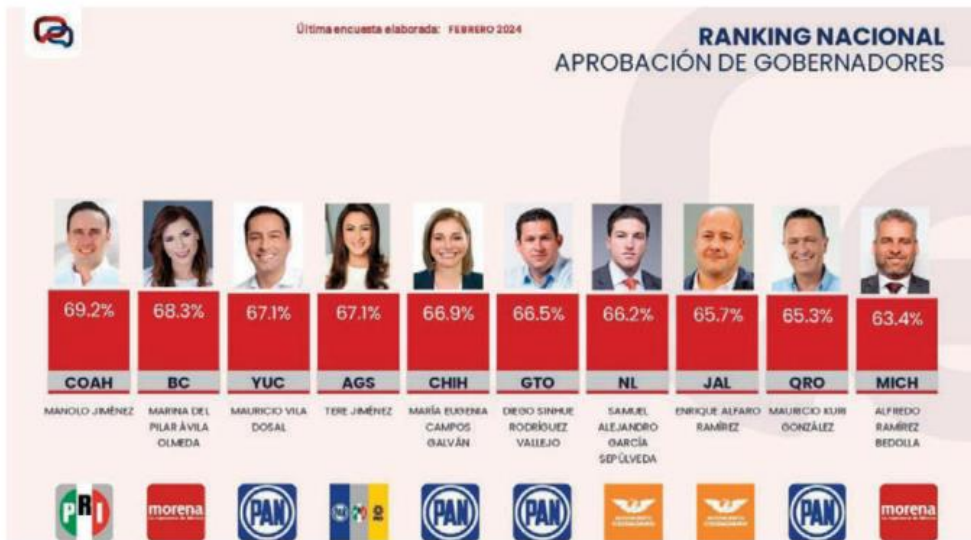 Última encuesta elaborada: FEBRERO 2024
RANKING NACIONAL
APROBACIÓN DE GOBERNADORES
69.2%
68.3%
67.1%
67.1%
66.9%
66.5%
66.2%
65.7%
65.3%
63.4%
COAH
BC
YUC
AGS
CHIH
GTO
NL
JAL
QRO
MICH
MANOLO JIMÉNEZ
MARINA DEL
PILAR ÁVILA
OLMEDA
MAURICIO VILA
DOSAL
TERE JIMÉNEZ
MARÍA EUGENIA
CAMPOS
GALVÁN
DIEGO SINHUE
RODRÍGUEZ
VALLEJO
SAMUEL
ALEJANDRO
GARCÍA
SEPÚLVEDA
ENRIQUE ALFARO
RAMÍREZ
MAURICIO KURI
GONZÁLEZ
ALFREDO
RAMÍREZ
BEDOLLA
PRI
morena
PAN
PAN
PRI
PAN
PAN
PAN
morena